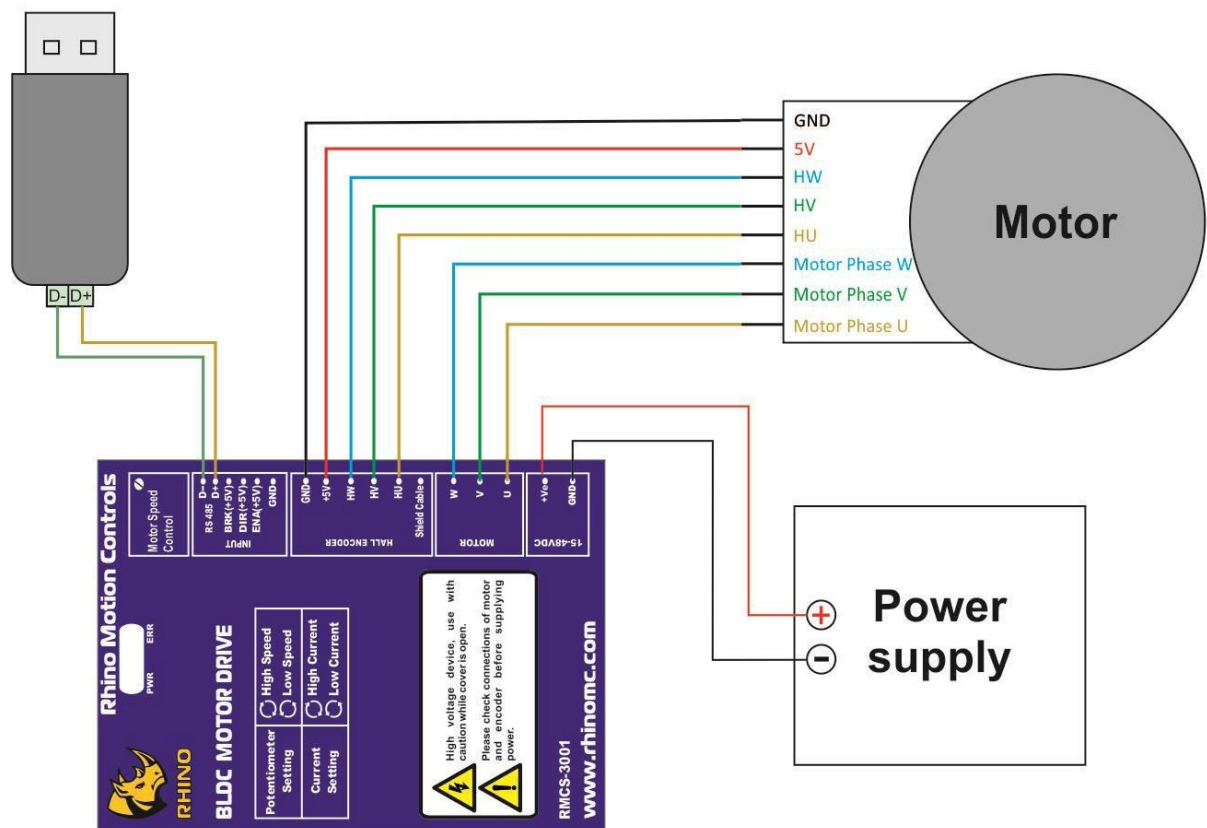 D- D+
GND
5V
HW
HV
HU
Motor Phase W
Motor Phase V
Motor Phase U
Motor
Rhino Motion Controls
Motor Speed
Control
D-
D+
RS 485
BRK(+5V)
DIR(+5V)
ENA(+5V)
GND
INPUT
GND
+5V
HW
HV
HU
Shield Cable
HALL ENCODER
W
V
U
MOTOR
+Ve
GND
15-48VDC
PWR ERR
RHINO
BLDC MOTOR DRIVE
Potentiometer
Setting
High Speed
Low Speed
Current
Setting
High Current
Low Current
High voltage device, use with
caution while cover is open.
Please check connections of motor
and encoder before supplying
power.
RMCS-3001
www.rhinomc.com
+
-
Power
supply